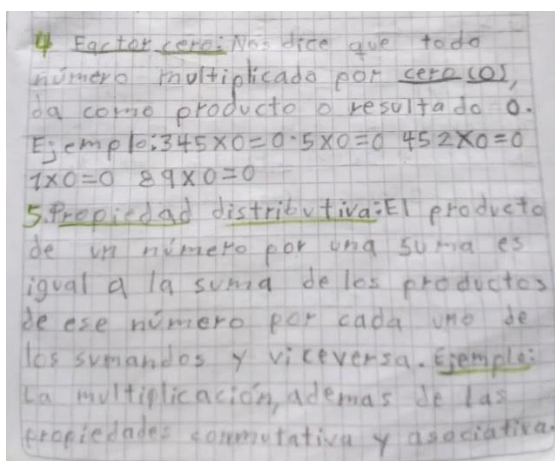 4 Factor cero: Nos dice que todo
número multiplicado por cero (0),
da como producto o resultado 0.
Ejemplo: 345x0=0 · 5x0=0 452x0=0
1x0=0 89x0=0
5. Propiedad distributiva: El producto
de un número por una suma es
igual a la suma de los productos
de ese número por cada uno de
los sumandos y viceversa. Ejemplo:
La multiplicación, ademas de las
propiedades conmutativa y asociativa.